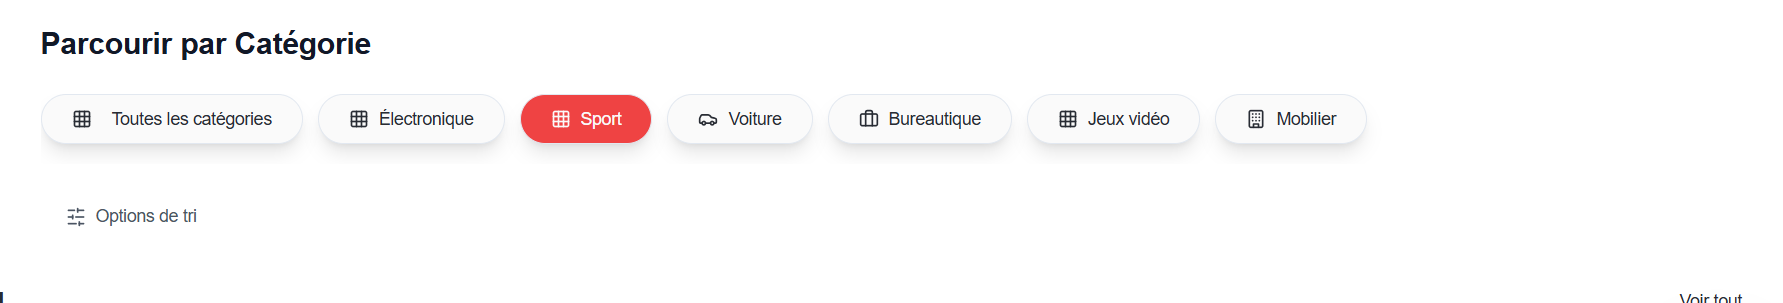 Parcourir par Catégorie
Toutes les catégories
Électronique
Sport
Voiture
Bureautique
Jeux vidéo
Mobilier
Options de tri
Voir tout